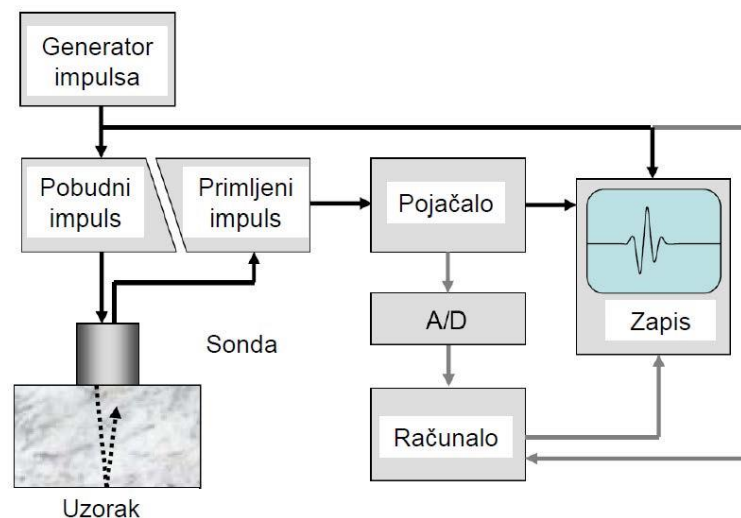 Generator
impulsa
Pobudni
impuls
Primljeni
impuls
Pojačalo
A/D
Zapis
Sonda
Računalo
Uzorak